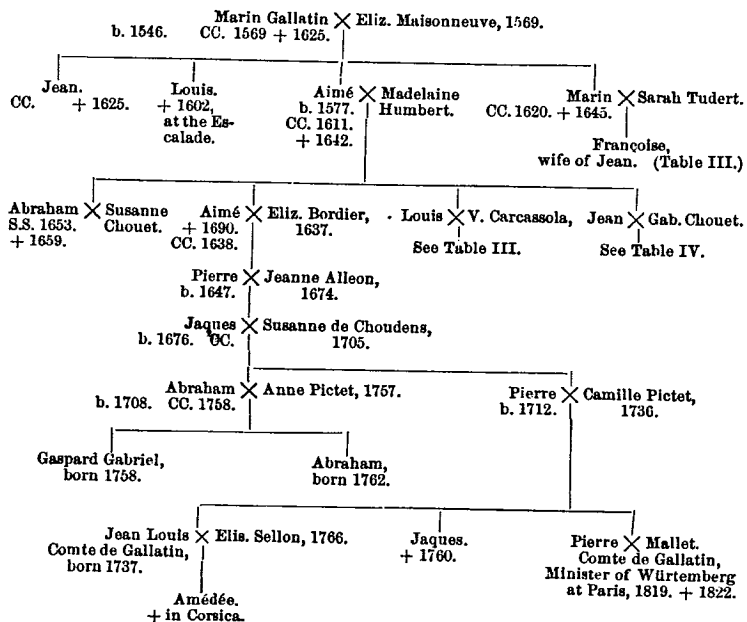 Marin Gallatin × Eliz. Maisonneuve, 1569.
b. 1546. CC. 1569 + 1625.
Jean.
CC. + 1625.
Louis.
+ 1602,
at the Es-
calade.
Aimé × Madelaine
b. 1577. Humbert.
CC. 1611.
+ 1642.
Marin × Sarah Tudert.
CC. 1620. + 1645.
Françoise,
wife of Jean. (Table III.)
Abraham × Susanne
S.S. 1653. Chouet.
+ 1659.
Aimé × Eliz. Bordier,
+ 1690. 1637.
CC. 1638.
Louis × V. Carcassola,
See Table III.
Jean × Gab. Chouet.
See Table IV.
Pierre × Jeanne Alleon,
b. 1647. 1674.
Jaques × Susanne de Choudens,
b. 1676. CC. 1705.
Abraham × Anne Pictet, 1757.
b. 1708. CC. 1758.
Pierre × Camille Pictet,
b. 1712. 1736.
Gaspard Gabriel,
born 1758.
Abraham,
born 1762.
Jean Louis × Elis. Sellon, 1766.
Comte de Gallatin,
born 1737.
Jaques.
+ 1760.
Pierre × Mallet.
Comte de Gallatin,
Minister of Würtemberg
at Paris, 1819. + 1822.
Amédée.
+ in Corsica.